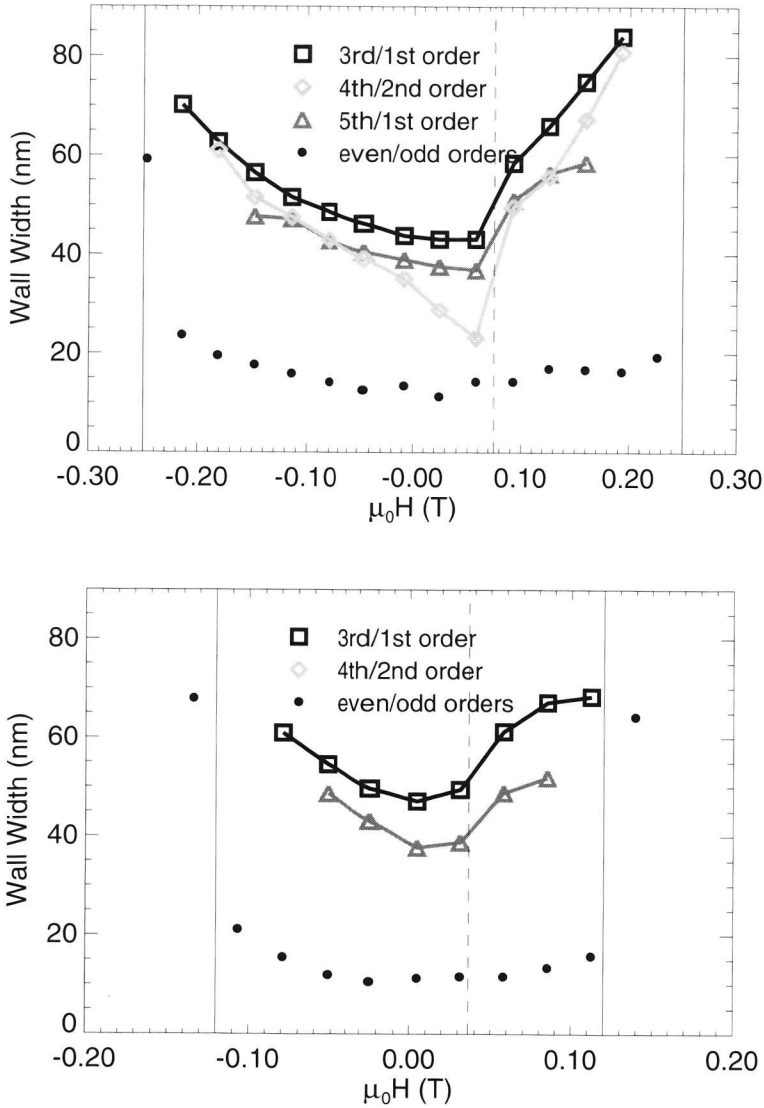 80
60
40
20
0
Wall Width (nm)
3rd/1st order
4th/2nd order
5th/1st order
even/odd orders
-0.30 -0.20 -0.10 -0.00 0.10 0.20 0.30
μ₀H (T)
80
60
40
20
0
Wall Width (nm)
3rd/1st order
4th/2nd order
even/odd orders
-0.20 -0.10 0.00 0.10 0.20
μ₀H (T)